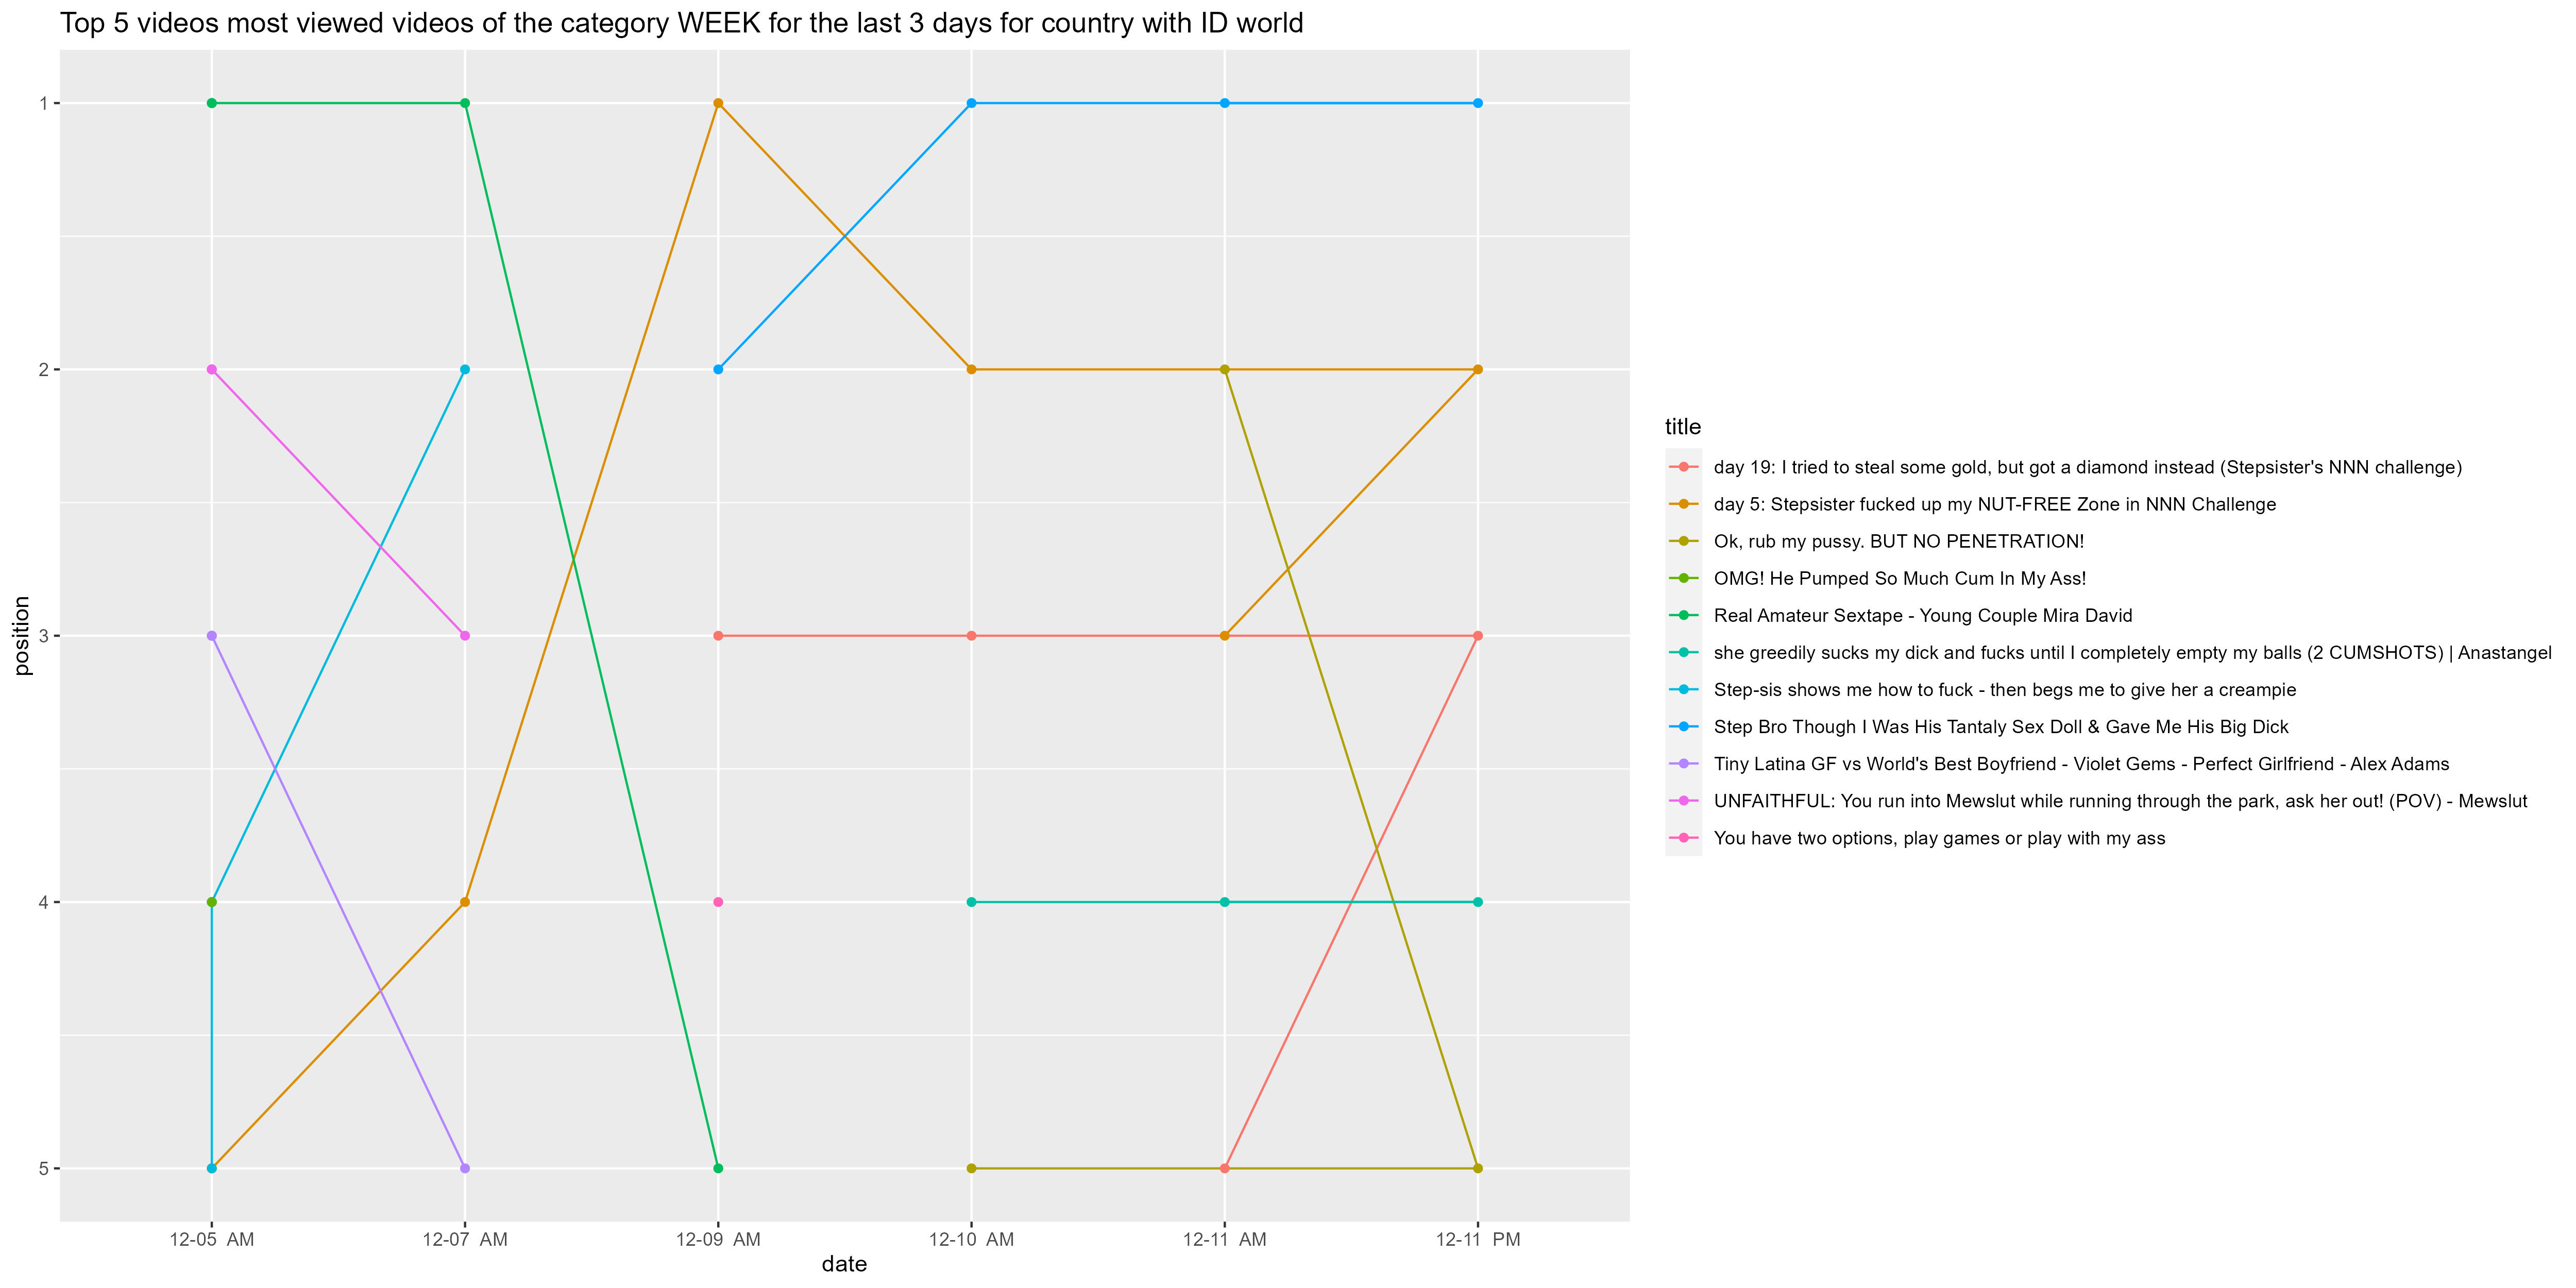 Top 5 videos most viewed videos of the category WEEK for the last 3 days for country with ID world
1
2
3
4
5
position
12-05 AM
12-07 AM
12-09 AM
12-10 AM
12-11 AM
12-11 PM
date
title
day 19: I tried to steal some gold, but got a diamond instead (Stepsister's NNN challenge)
day 5: Stepsister fucked up my NUT-FREE Zone in NNN Challenge
Ok, rub my pussy. BUT NO PENETRATION!
OMG! He Pumped So Much Cum In My Ass!
Real Amateur Sextape - Young Couple Mira David
she greedily sucks my dick and fucks until I completely empty my balls (2 CUMSHOTS) | Anastangel
Step-sis shows me how to fuck - then begs me to give her a creampie
Step Bro Though I Was His Tantaly Sex Doll & Gave Me His Big Dick
Tiny Latina GF vs World's Best Boyfriend - Violet Gems - Perfect Girlfriend - Alex Adams
UNFAITHFUL: You run into Mewslut while running through the park, ask her out! (POV) - Mewslut
You have two options, play games or play with my ass